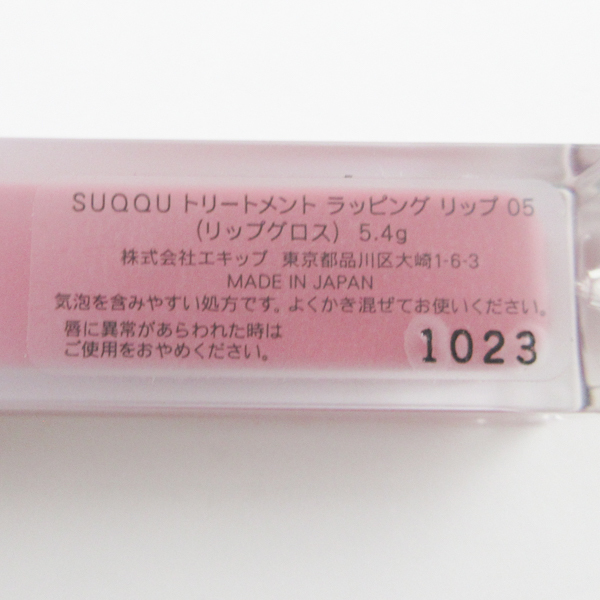 SUQQU トリートメント ラッピング リップ 05
(リップグロス) 5.4g
株式会社エキップ 東京都品川区大崎1-6-3
MADE IN JAPAN
気泡を含みやすい処方です。よくかき混ぜてお使いください。
唇に異常があらわれた時は
ご使用をおやめください。
1023